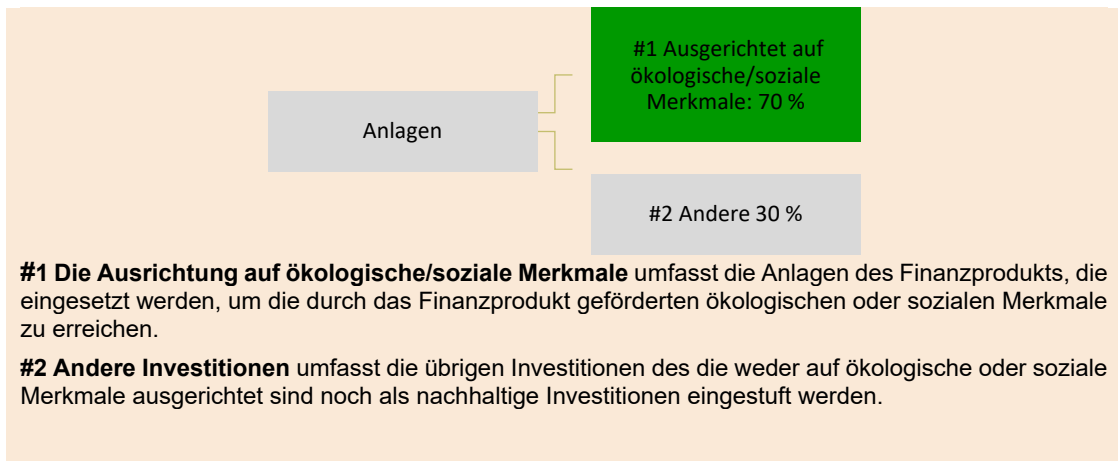 #1 Ausgerichtet auf
ökologische/soziale
Merkmale: 70 %
Anlagen
#2 Andere 30 %
#1 Die Ausrichtung auf ökologische/soziale Merkmale umfasst die Anlagen des Finanzprodukts, die
eingesetzt werden, um die durch das Finanzprodukt geförderten ökologischen oder sozialen Merkmale
zu erreichen.
#2 Andere Investitionen umfasst die übrigen Investitionen des die weder auf ökologische oder soziale
Merkmale ausgerichtet sind noch als nachhaltige Investitionen eingestuft werden.